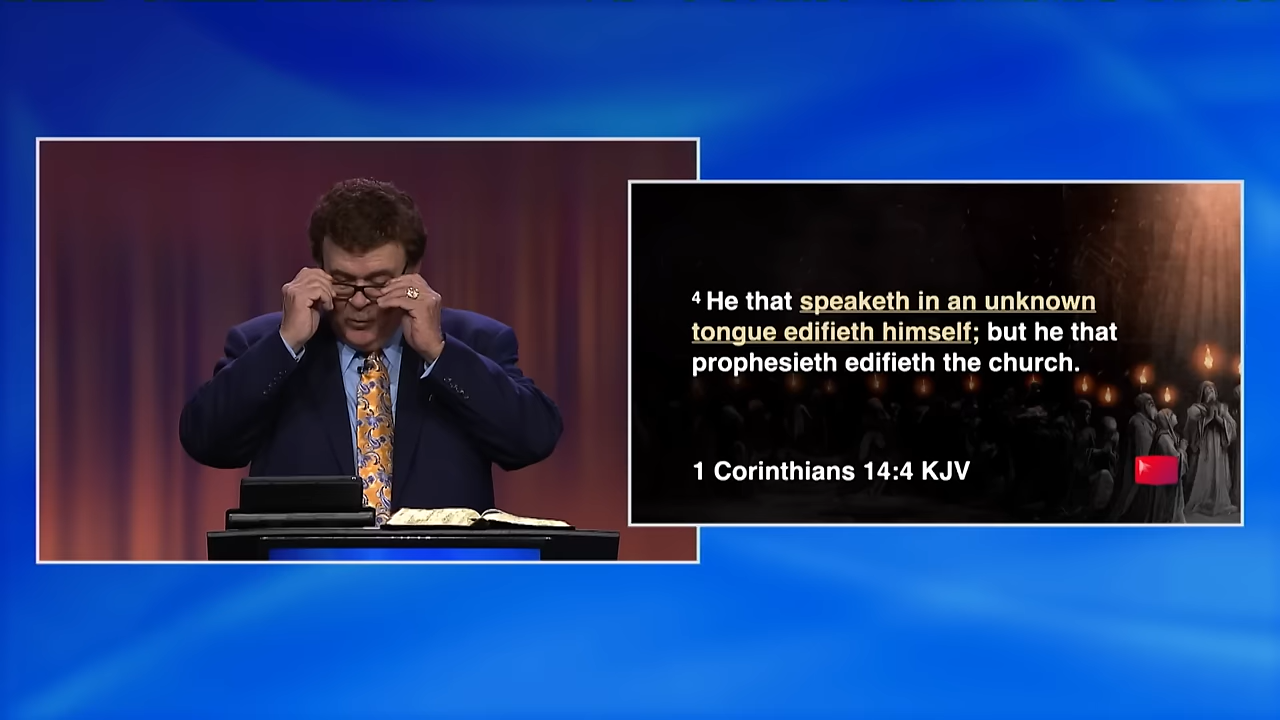 4 He that speaketh in an unknown
tongue edifieth himself; but he that
prophesieth edifieth the church.
1 Corinthians 14:4 KJV